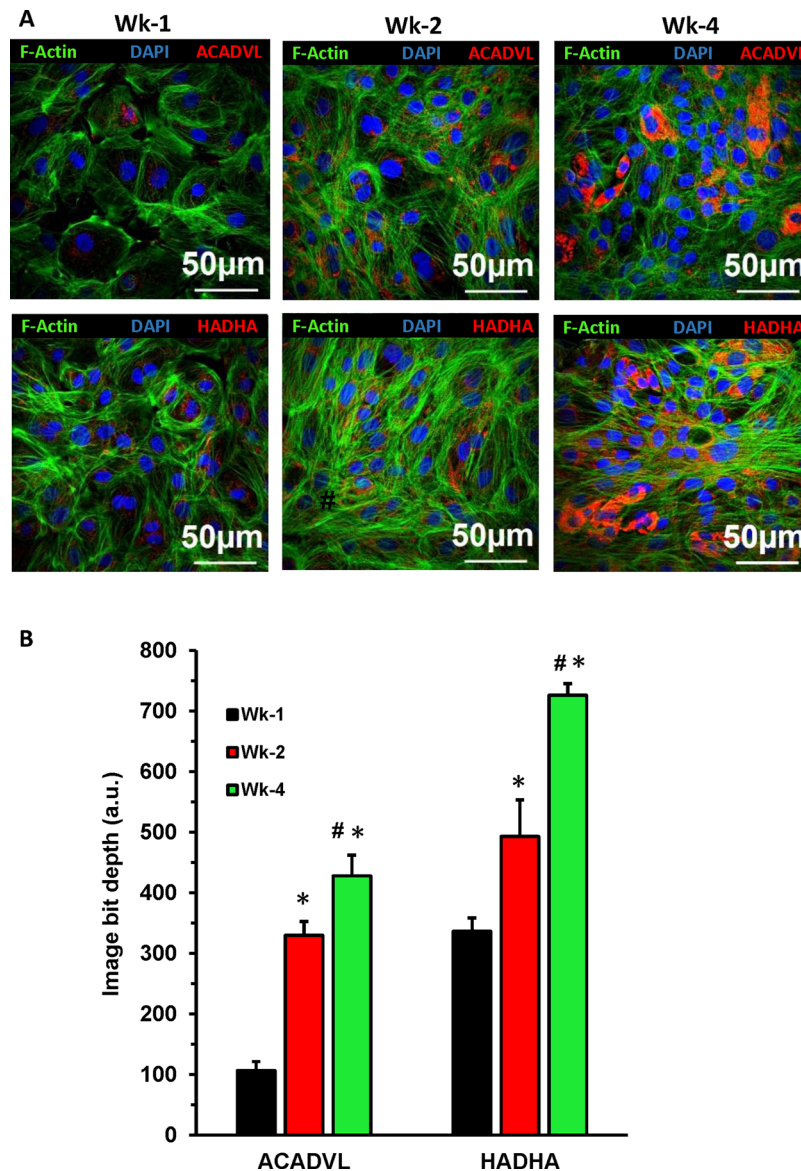 A
Wk-1 Wk-2 Wk-4
F-Actin DAPI ACADVL F-Actin DAPI ACADVL F-Actin DAPI ACADVL
50µm 50µm 50µm
F-Actin DAPI HADHA F-Actin DAPI HADHA F-Actin DAPI HADHA
#
50µm 50µm 50µm
B
800
700
600
500
400
300
200
100
0
Image bit depth (a.u.)
Wk-1
Wk-2
Wk-4
*
# *
*
# *
ACADVL HADHA